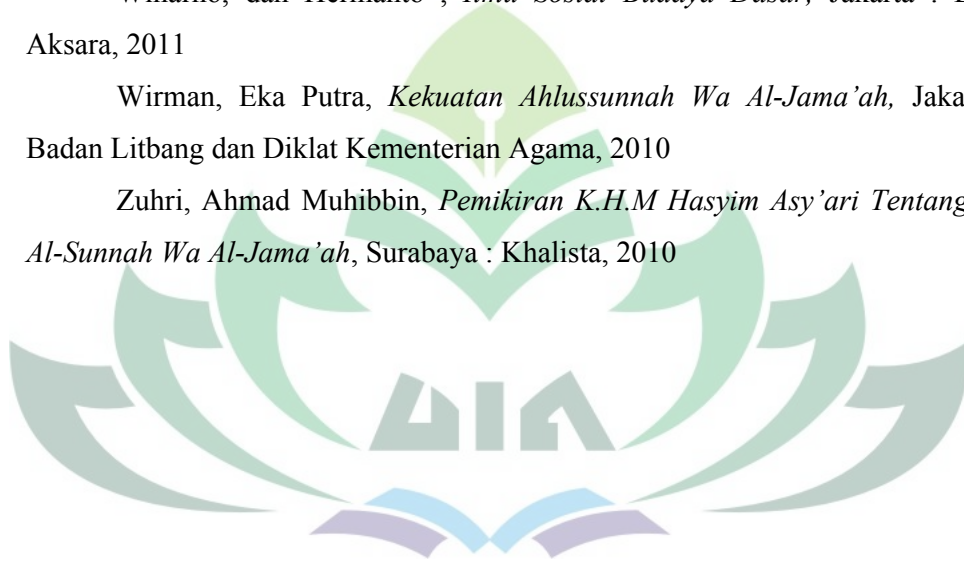 Aksara, 2011
Wirman, Eka Putra, Kekuatan Ahlussunnah Wa Al-Jama’ah,
Badan Litbang dan Diklat Kementerian Agama, 2010
Zuhri, Ahmad Muhibbin, Pemikiran K.H.M Hasyim Asy’ari Tentang
Al-Sunnah Wa Al-Jama’ah, Surabaya : Khalista, 2010
UIN